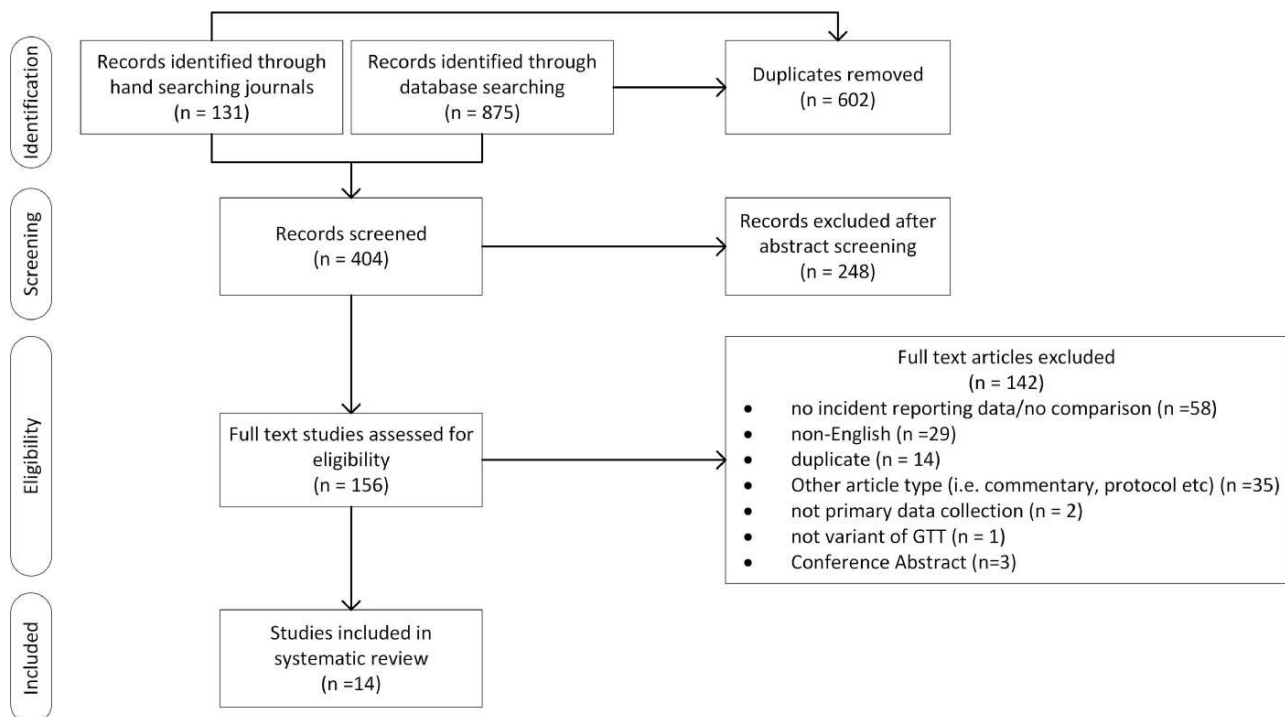 Identification
Records identified through
hand searching journals
(n = 131)
Records identified through
database searching
(n = 875)
Duplicates removed
(n = 602)
Screening
Records screened
(n = 404)
Records excluded after
abstract screening
(n = 248)
Eligibility
Full text studies assessed for
eligibility
(n = 156)
Full text articles excluded
(n = 142)
• no incident reporting data/no comparison (n =58)
• non-English (n =29)
• duplicate (n = 14)
• Other article type (i.e. commentary, protocol etc) (n =35)
• not primary data collection (n = 2)
• not variant of GTT (n = 1)
• Conference Abstract (n=3)
Included
Studies included in
systematic review
(n =14)